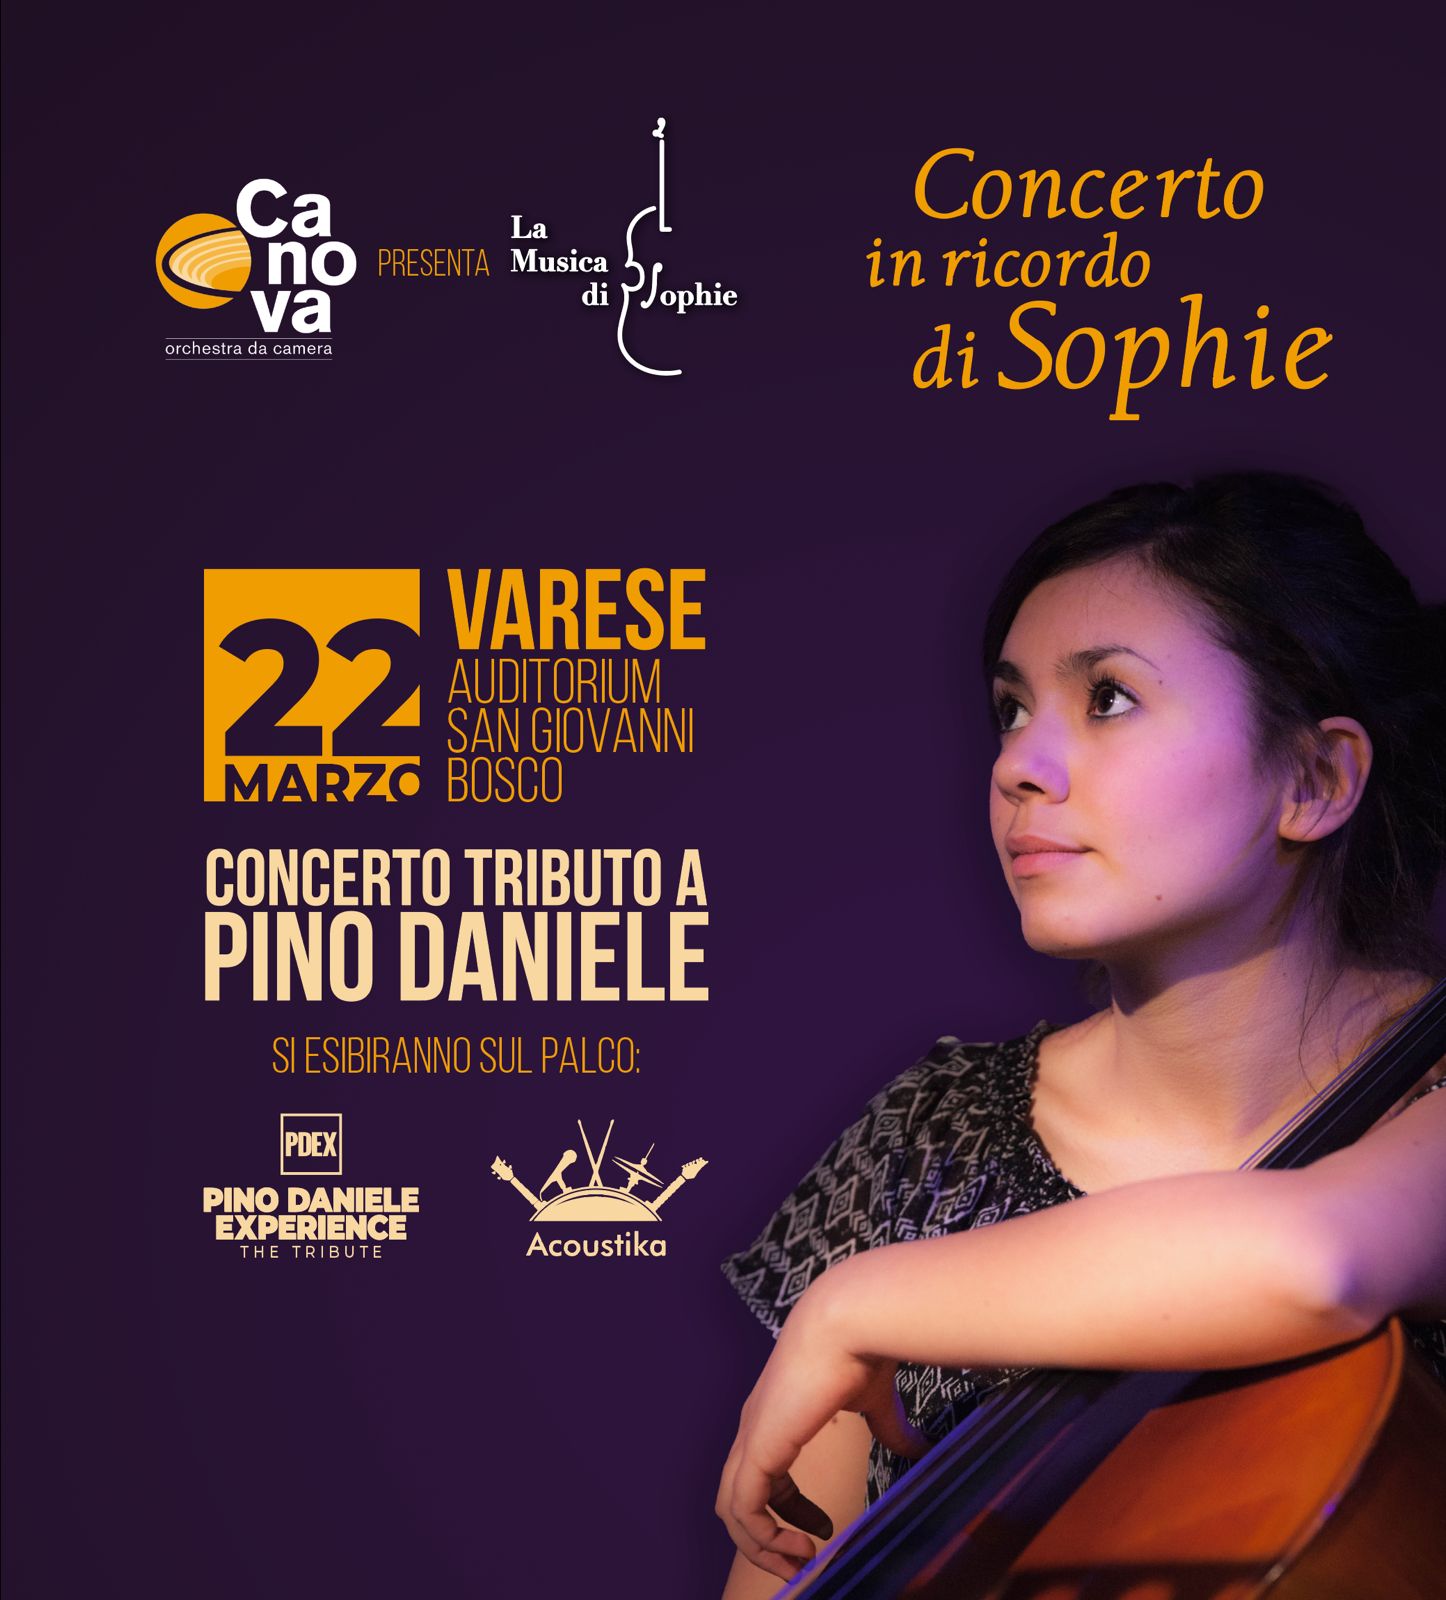 Ca
no
va
orchestra da camera
PRESENTA
La
Musica
di Sophie
Concerto
in ricordo
di Sophie
22
MARZO
VARESE
AUDITORIUM
SAN GIOVANNI
BOSCO
CONCERTO TRIBUTO A
PINO DANIELE
SI ESIBIRANNO SUL PALCO:
PDEX
PINO DANIELE
EXPERIENCE
THE TRIBUTE
Acoustika